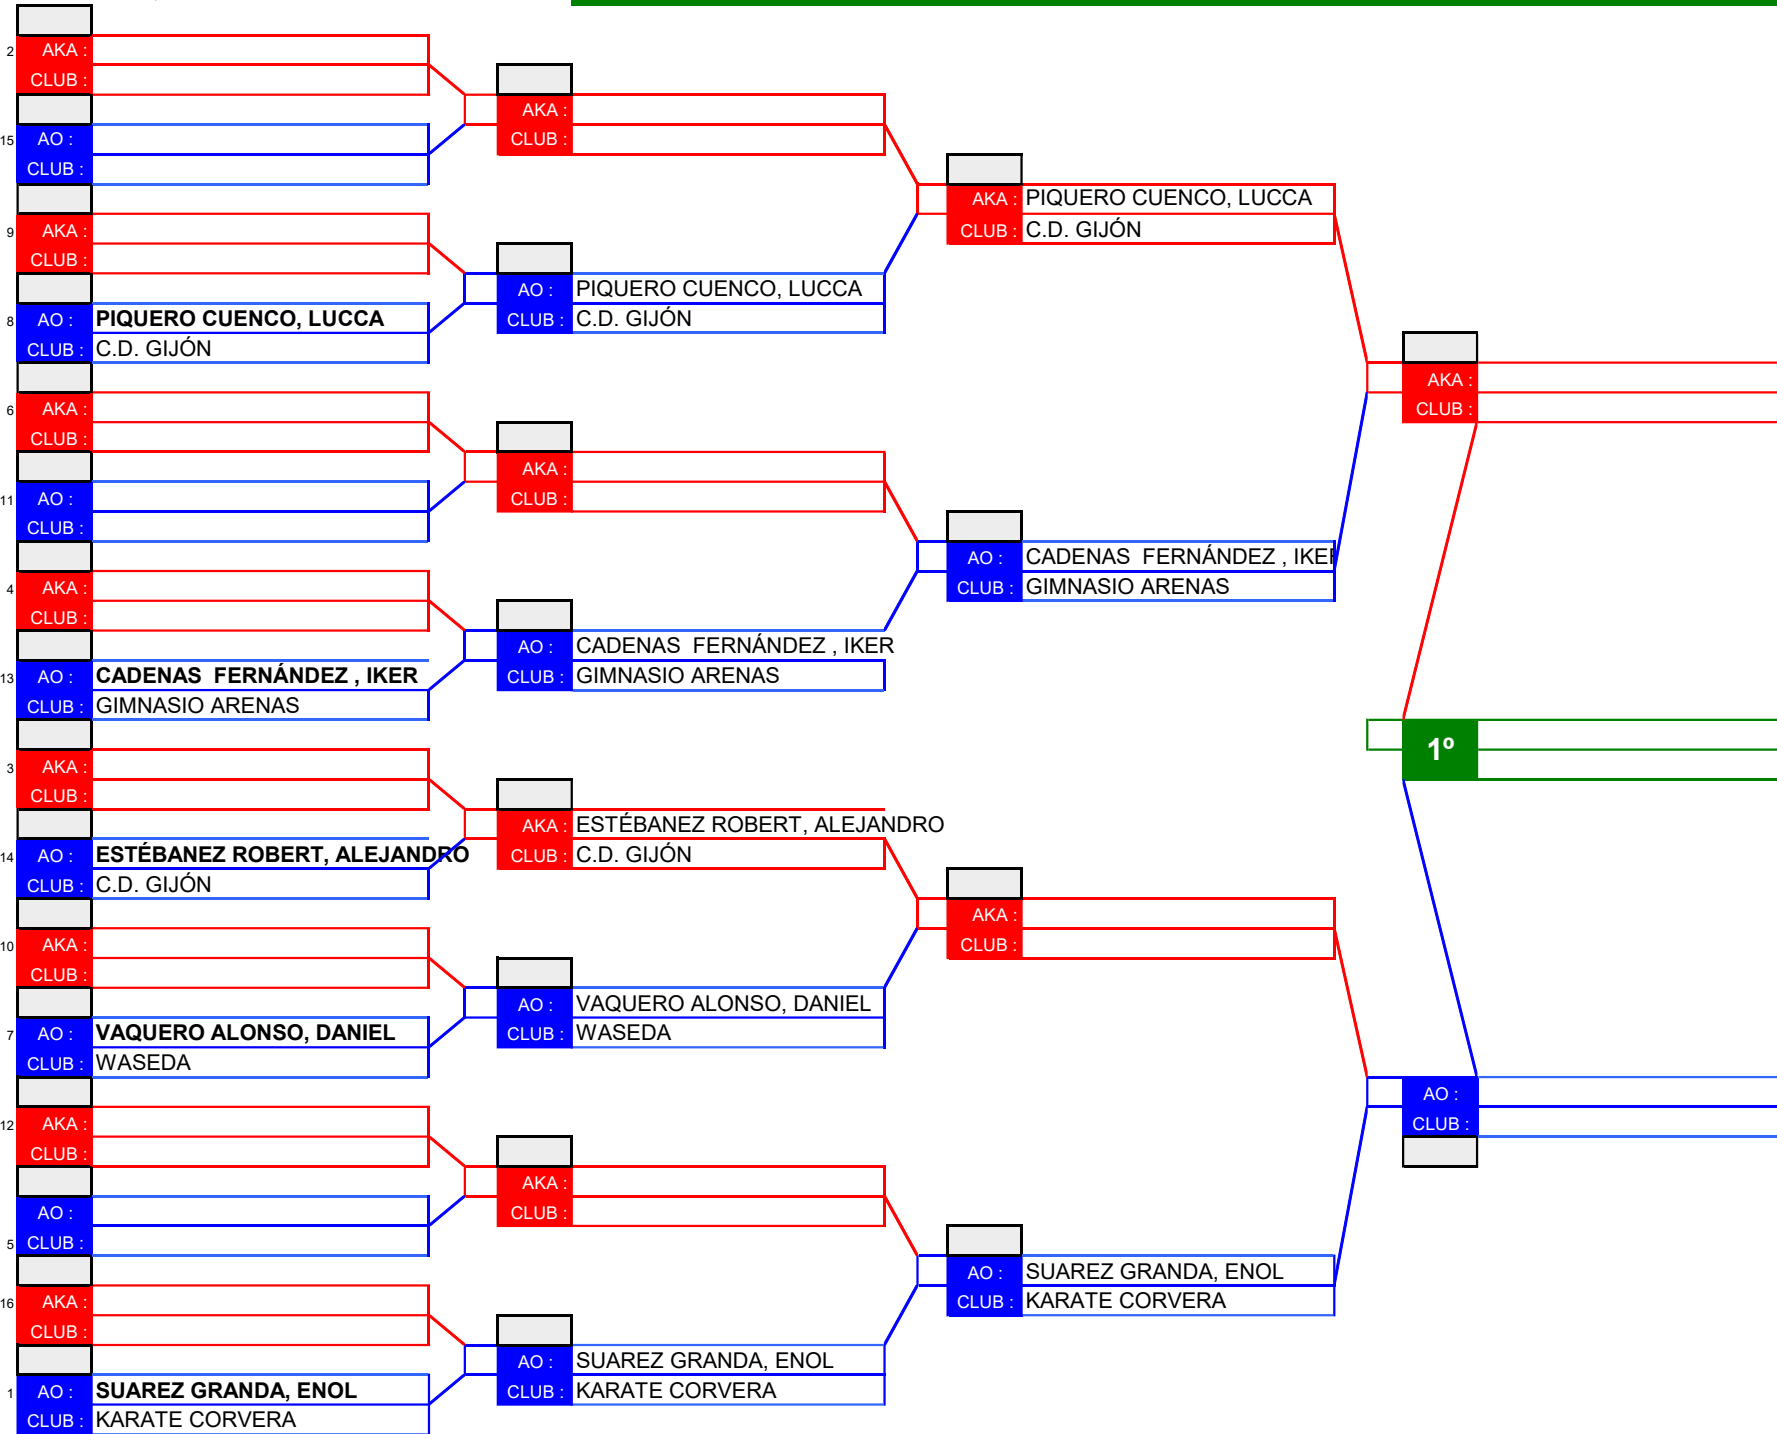 2
AKA :
CLUB :
15
AO :
CLUB :
9
AKA :
CLUB :
8
AO :
PIQUERO CUENCO, LUCCA
CLUB :
C.D. GIJÓN
6
AKA :
CLUB :
11
AO :
CLUB :
4
AKA :
CLUB :
13
AO :
CADENAS  FERNÁNDEZ , IKER
CLUB :
GIMNASIO ARENAS
3
AKA :
CLUB :
14
AO :
ESTÉBANEZ ROBERT, ALEJANDRO
CLUB :
C.D. GIJÓN
10
AKA :
CLUB :
7
AO :
VAQUERO ALONSO, DANIEL
CLUB :
WASEDA
12
AKA :
CLUB :
AO :
5
CLUB :
16
AKA :
CLUB :
1
AO :
SUAREZ GRANDA, ENOL
CLUB :
KARATE CORVERA
AKA :
CLUB :
AO :
PIQUERO CUENCO, LUCCA
CLUB :
C.D. GIJÓN
AKA :
CLUB :
AO :
CADENAS  FERNÁNDEZ , IKER
CLUB :
GIMNASIO ARENAS
AKA :
ESTÉBANEZ ROBERT, ALEJANDRO
CLUB :
C.D. GIJÓN
AO :
VAQUERO ALONSO, DANIEL
CLUB :
WASEDA
AKA :
CLUB :
AO :
SUAREZ GRANDA, ENOL
CLUB :
KARATE CORVERA
AKA :
PIQUERO CUENCO, LUCCA
CLUB :
C.D. GIJÓN
AO :
CADENAS  FERNÁNDEZ , IKER
CLUB :
GIMNASIO ARENAS
AKA :
CLUB :
AO :
SUAREZ GRANDA, ENOL
CLUB :
KARATE CORVERA
AKA :
CLUB :
1º
AO :
CLUB :